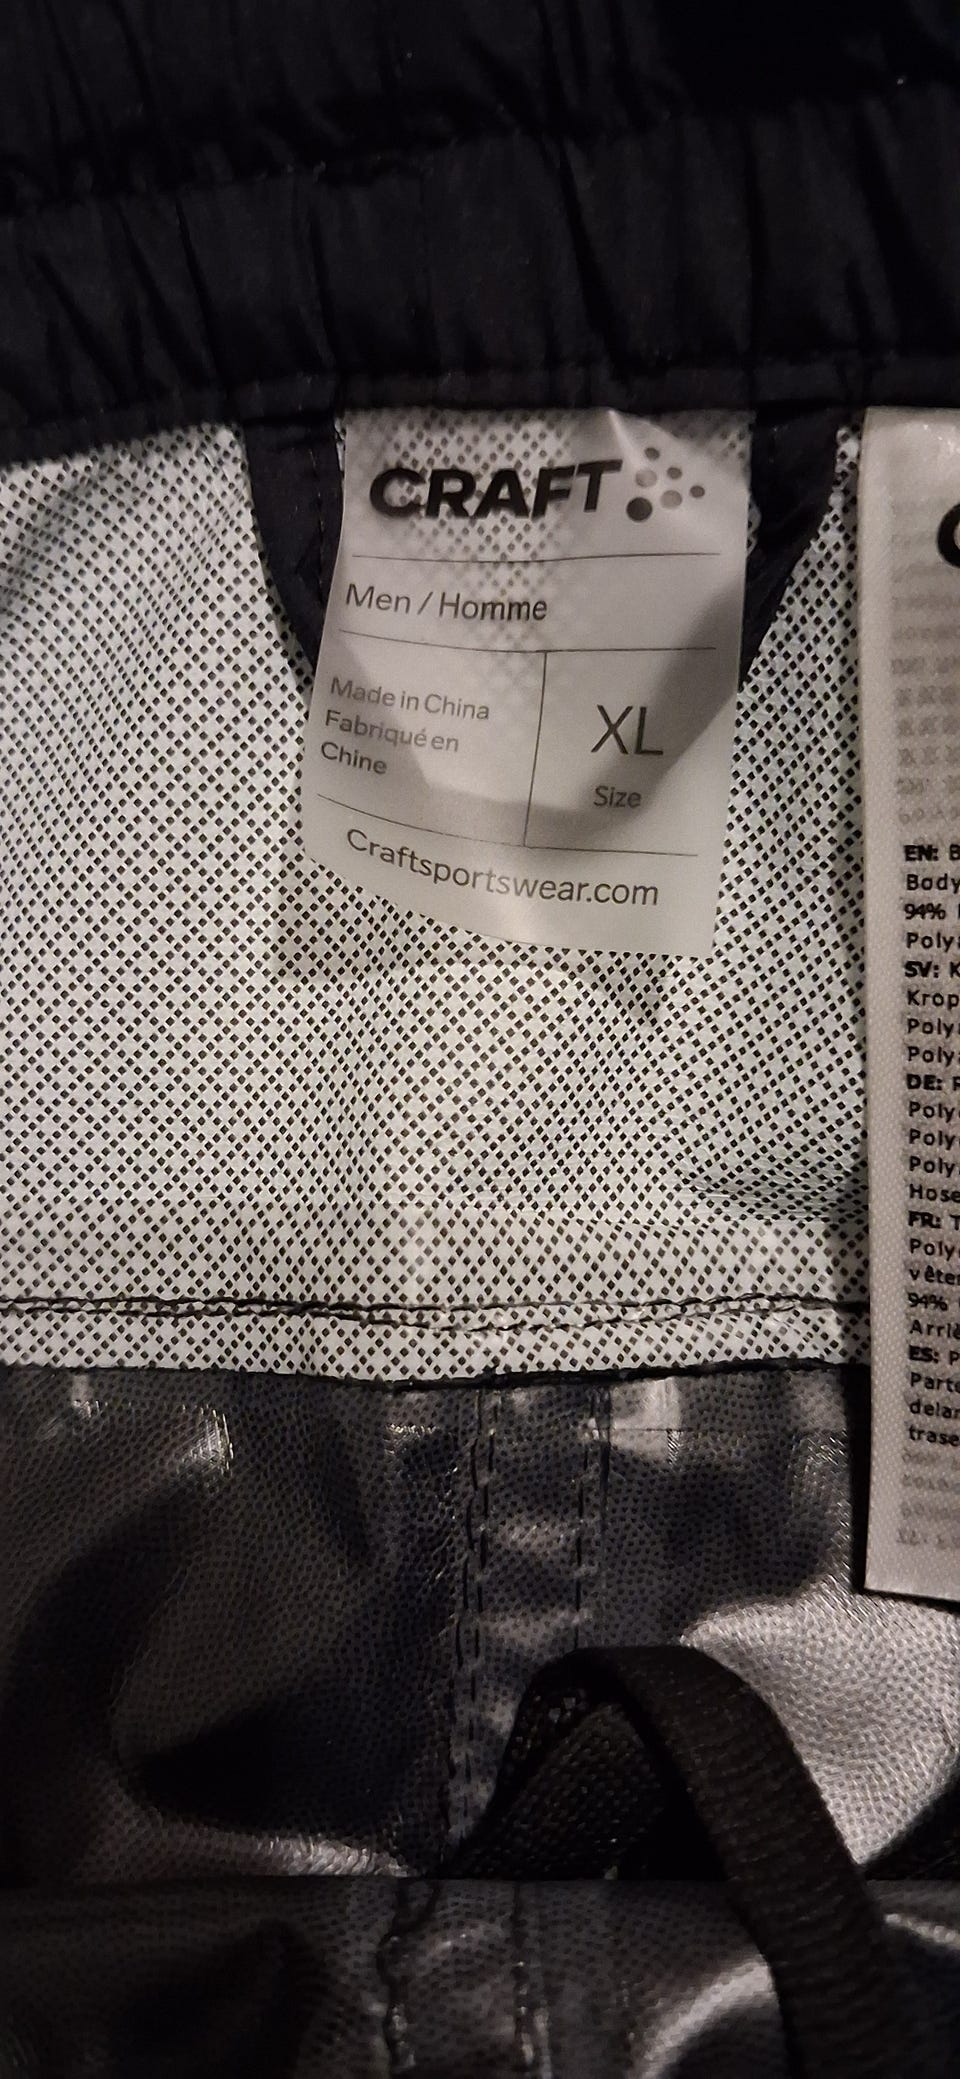 CRAFT
Men / Homme
Made in China
Fabriqué en
Chine
XL
Size
Craftsportswear.com
EN: B
Body
94%
Poly
SV: K
Krop
Poly
Poly
DE:
Poly
Poly
Poly
Hose
FR: T
Poly
vête
94%
Arriè
ES: P
Parte
delan
trase